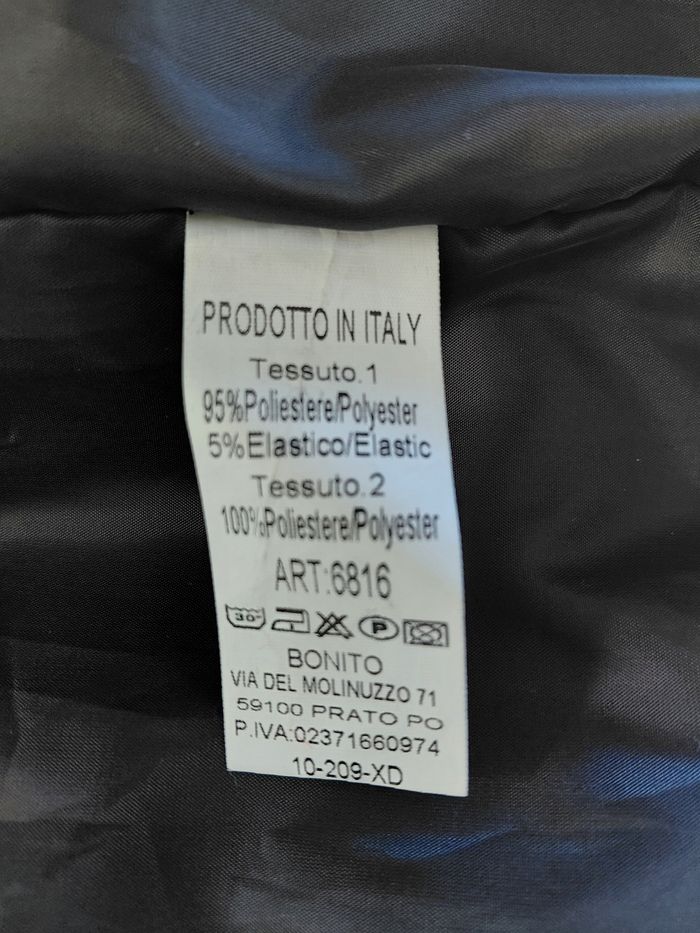 PRODOTTO IN ITALY
Tessuto.1
95%Poliestere/Polyester
5%Elastico/Elastic
Tessuto.2
100%Poliestere/Polyester
ART:6816
30° P
BONITO
VIA DEL MOLINUZZO 71
59100 PRATO PO
P.IVA:02371660974
10-209-XD